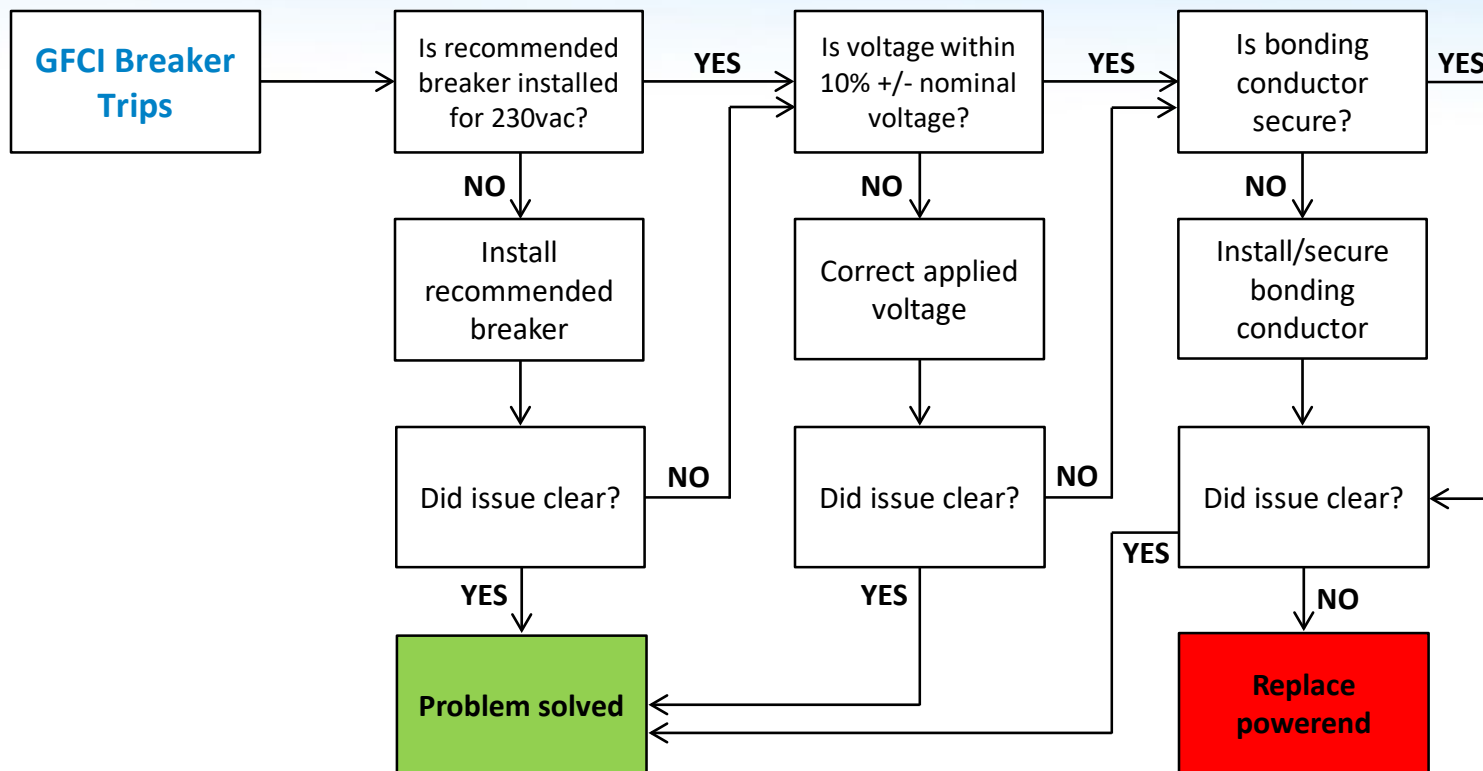 GFCI Breaker
Trips
Is recommended
breaker installed
for 230vac?
YES
Is voltage within
10% +/- nominal
voltage?
YES
Is bonding
conductor
secure?
YES
NO
NO
NO
Install
recommended
breaker
Correct applied
voltage
Install/secure
bonding
conductor
Did issue clear?
NO
Did issue clear?
NO
Did issue clear?
YES
YES
YES
NO
Problem solved
Replace
powerend